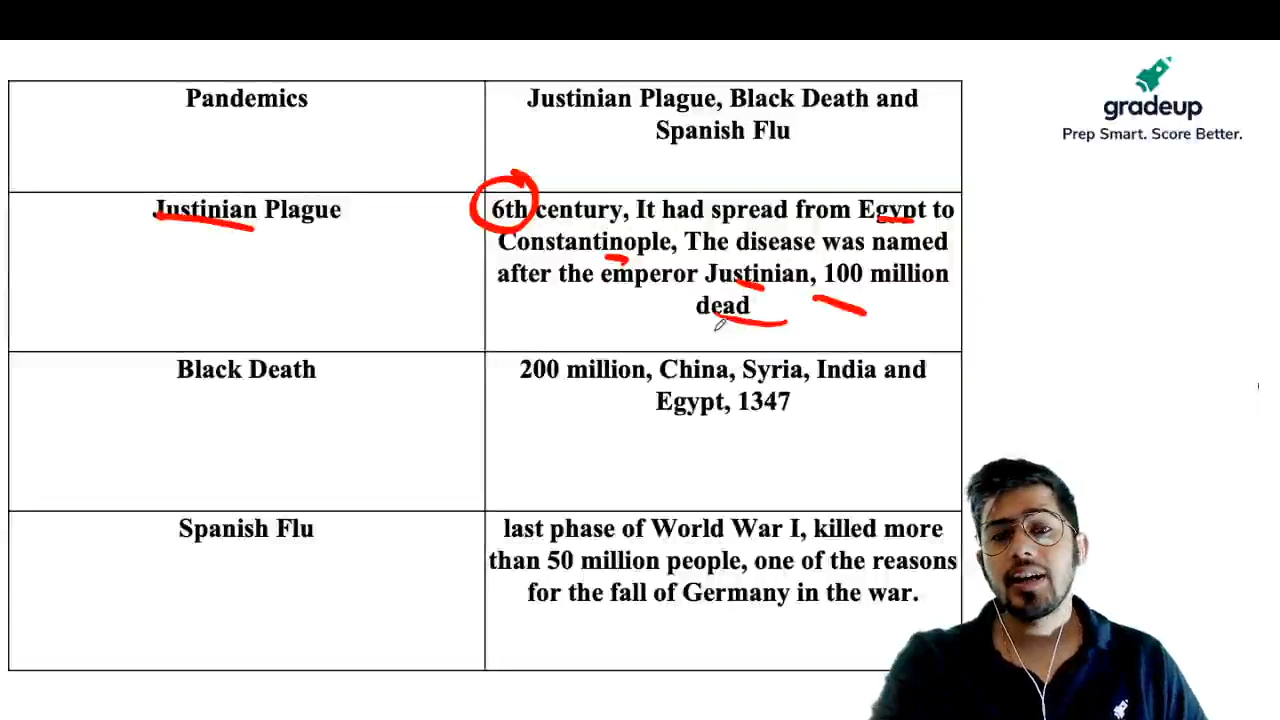 Pandemics
Justinian Plague, Black Death and
Spanish Flu
gradeup
Prep Smart. Score Better.
Justinian Plague
6th century, It had spread from Egypt to
Constantinople, The disease was named
after the emperor Justinian, 100 million
dead
Black Death
200 million, China, Syria, India and
Egypt, 1347
Spanish Flu
last phase of World War I, killed more
than 50 million people, one of the reasons
for the fall of Germany in the war.